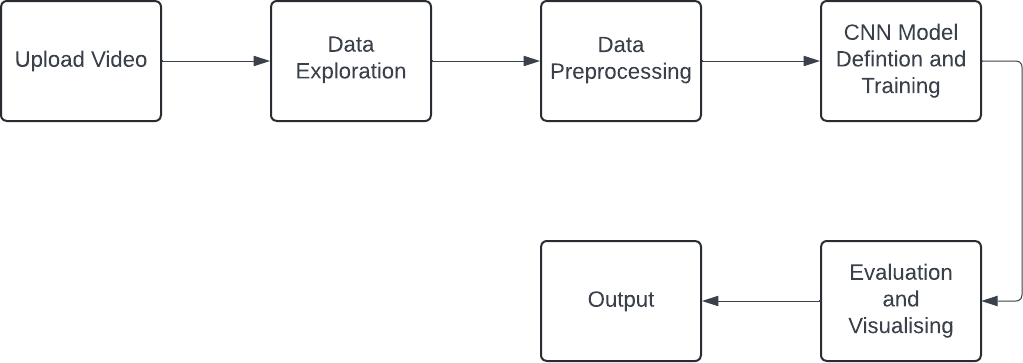 Upload Video
Data
Exploration
Data
Preprocessing
CNN Model
Defintion and
Training
Evaluation
and
Visualising
Output